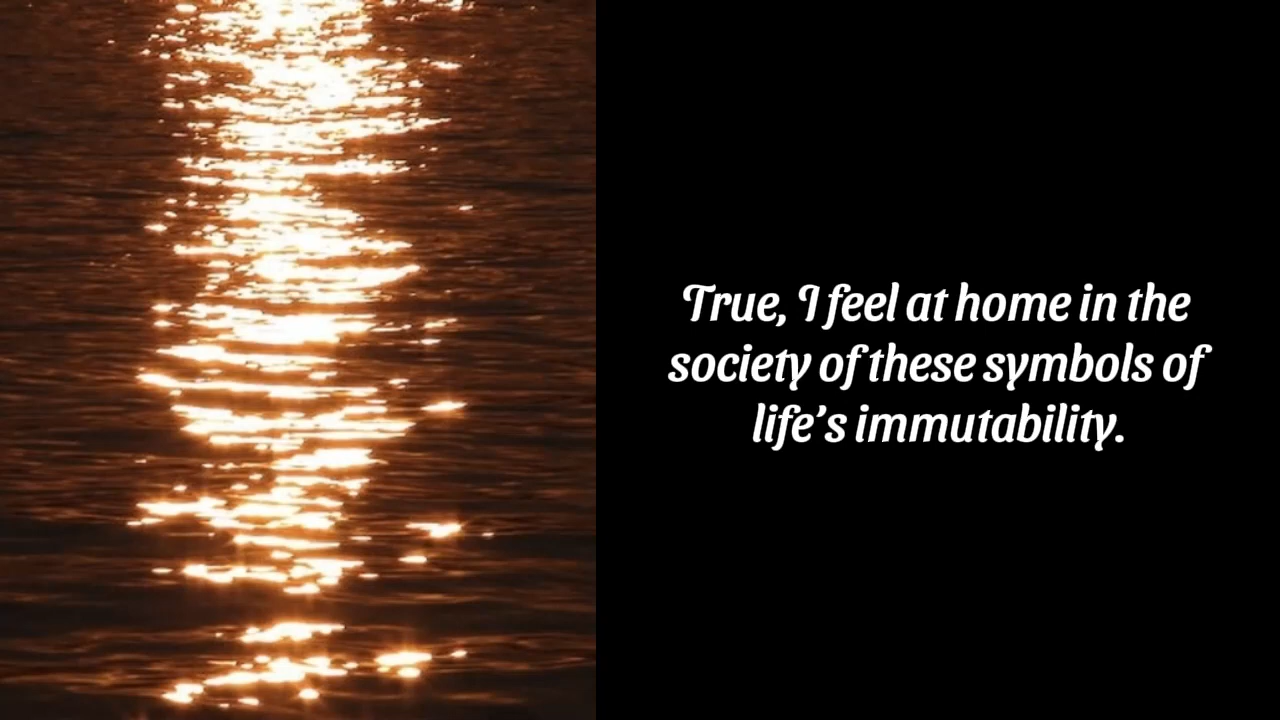 True, I feel at home in the
society of these symbols of
life’s immutability.